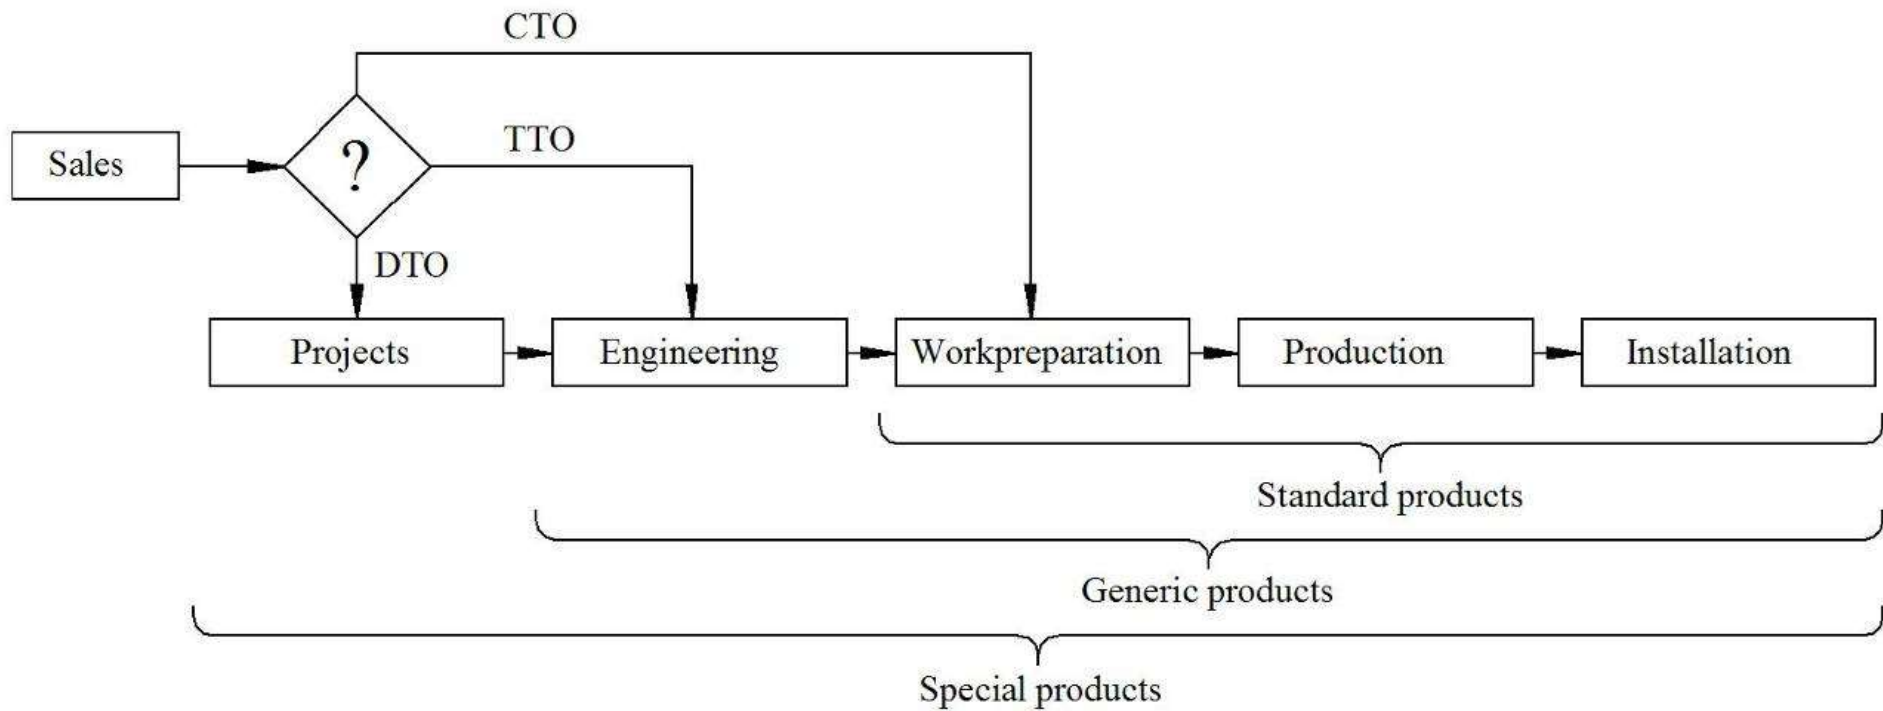 CTO
TTO
Sales
?
DTO
Projects
Engineering
Workpreparation
Production
Installation
Standard products
Generic products
Special products